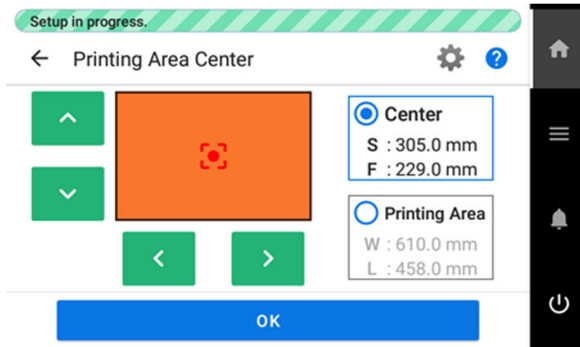 Setup in progress.
Printing Area Center
?
Center
S : 305.0 mm
F : 229.0 mm
Printing Area
W : 610.0 mm
L : 458.0 mm
OK